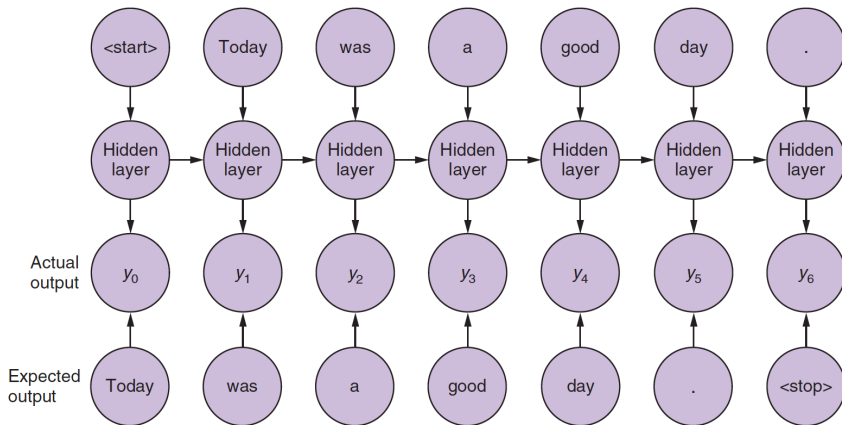 <start> Today was a good day .
Hidden Hidden Hidden Hidden Hidden Hidden Hidden
layer layer layer layer layer layer layer
Actual
output
y0 y1 y2 y3 y4 y5 y6
Expected
output
Today was a good day . <stop>